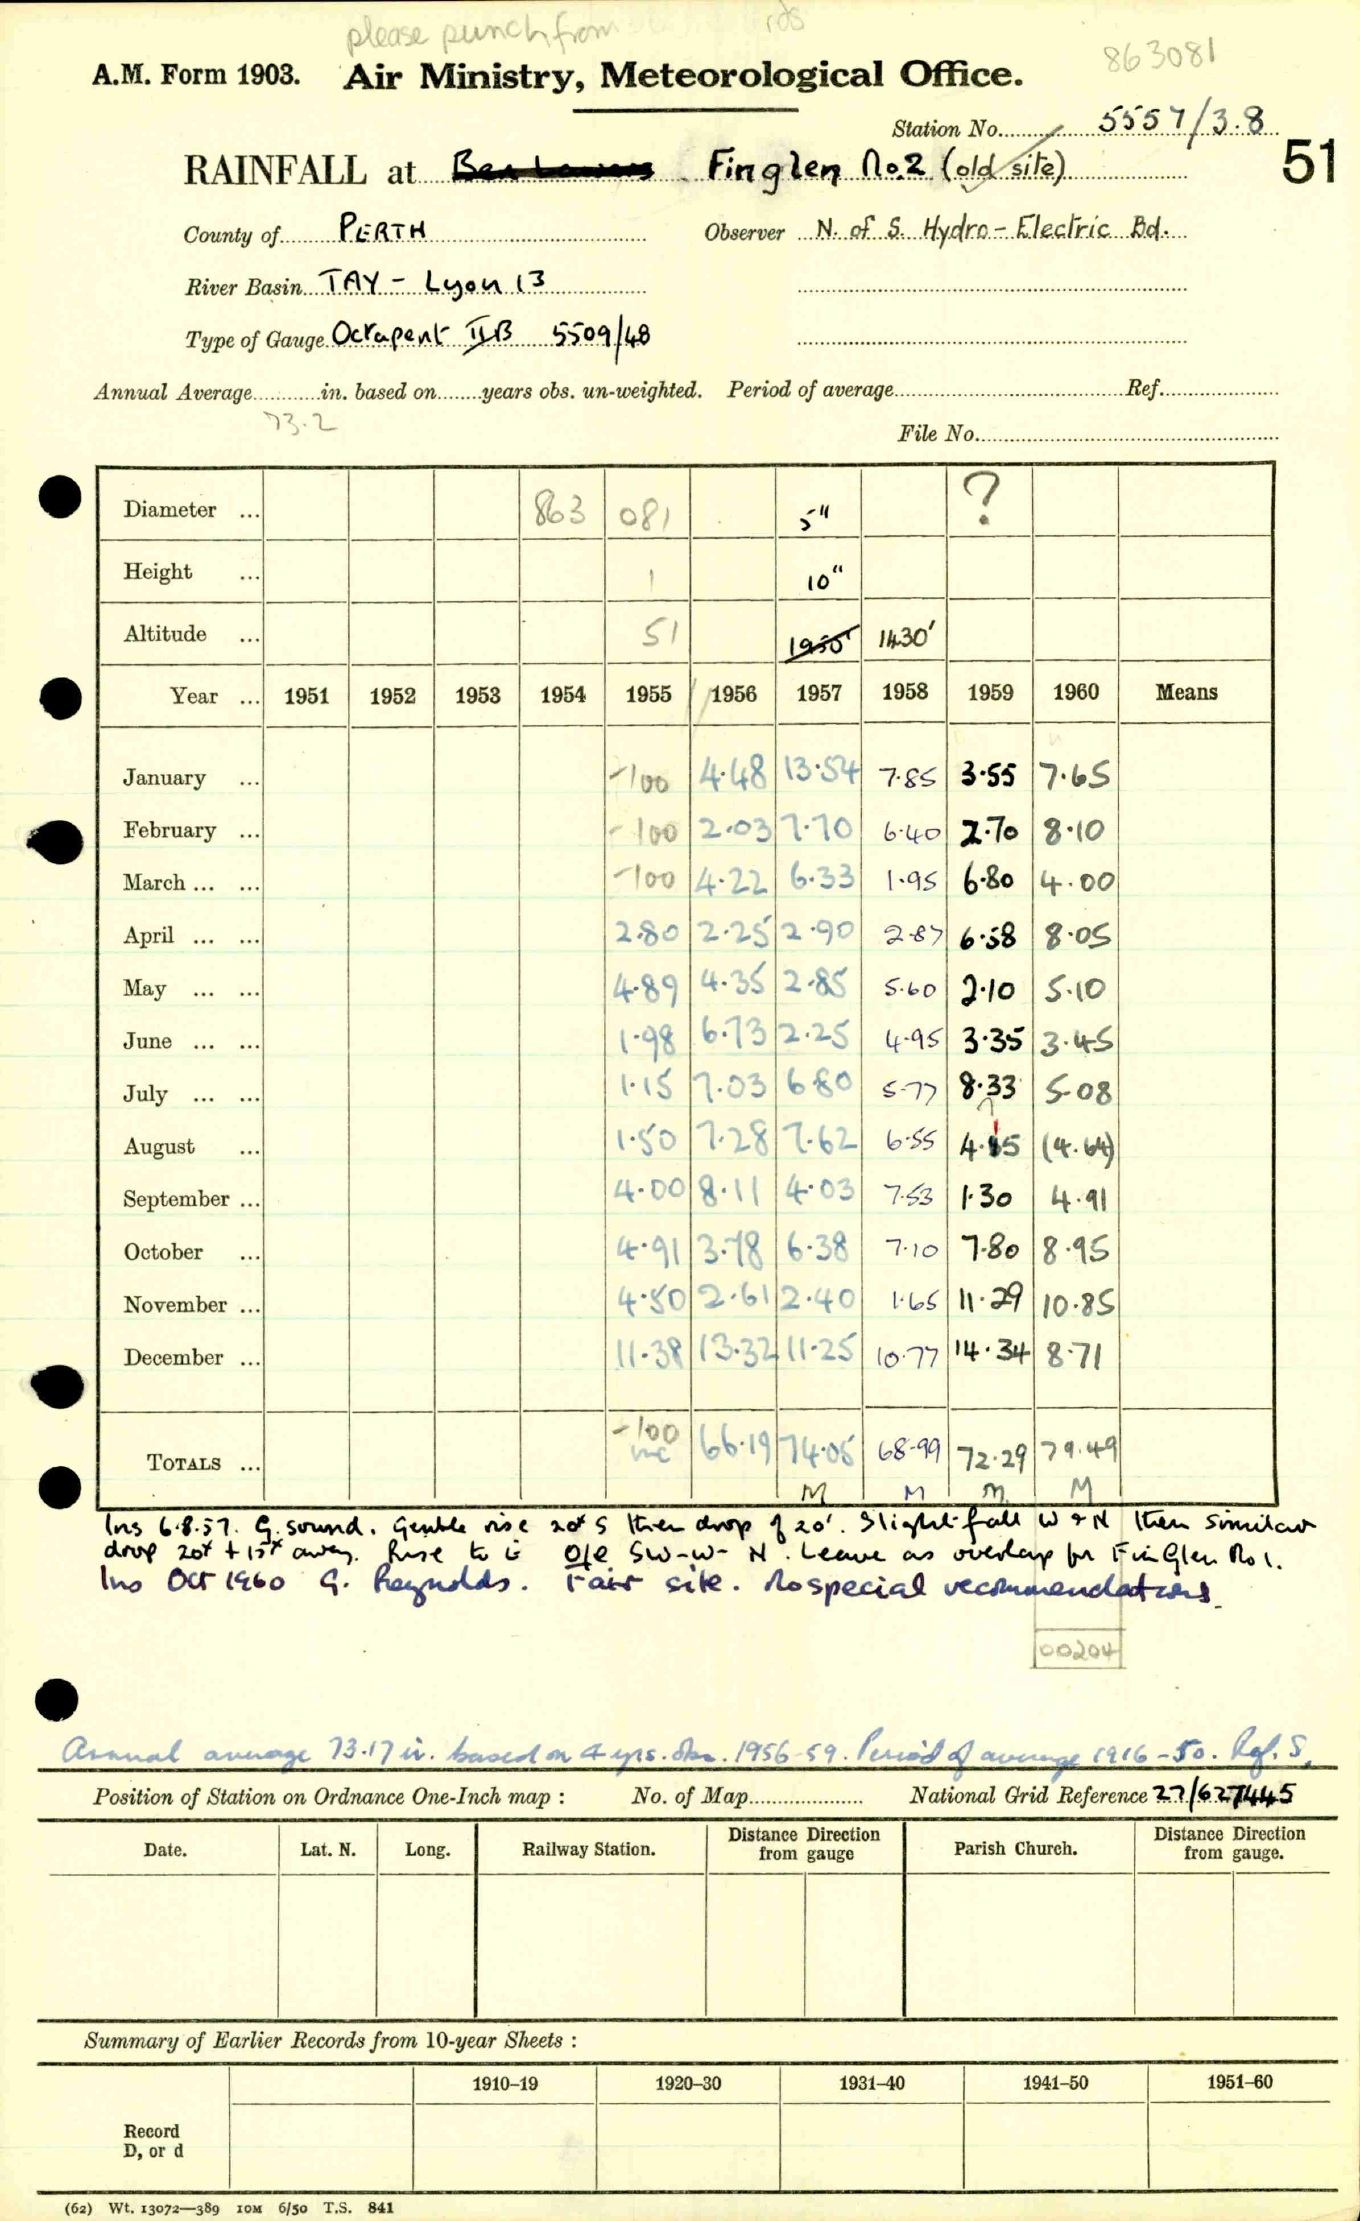 please punch from
863081
A.M. Form 1903. Air Ministry, Meteorological Office.
Station No. 5557/3.8
51
RAINFALL at Ben Lawers Finglen No.2 (old site)
County of PERTH Observer N. of S. Hydro-Electric Bd.
River Basin TAY - Lyon 13
Type of Gauge Octapent IIB 5509/48
Annual Average in. based on years obs. un-weighted. Period of average Ref.
73.2
File No.
Diameter ... 863 081 5" ?
Height ... 1 10"
Altitude ... 51 1950' 1430'
Year ... 1951 1952 1953 1954 1955 1956 1957 1958 1959 1960 Means
January ... -100 4.48 13.54 7.85 3.55 7.65
February ... -100 2.03 7.70 6.40 2.70 8.10
March ... ... -100 4.22 6.33 1.95 6.80 4.00
April ... ... 2.80 2.25 2.90 2.87 6.58 8.05
May ... ... 4.89 4.35 2.85 5.60 2.10 5.10
June ... ... 1.98 6.73 2.25 4.95 3.35 3.45
July ... ... 1.15 7.03 6.80 5.77 8.33 5.08
August ... 1.50 7.28 7.62 6.55 4.15 (4.64)
September ... 4.00 8.11 4.03 7.53 1.30 4.91
October ... 4.91 3.78 6.38 7.10 7.80 8.95
November ... 4.50 2.61 2.40 1.65 11.29 10.85
December ... 11.38 13.32 11.25 10.77 14.34 8.71
TOTALS ... -100 inc 66.19 74.05 68.99 72.29 79.49
M M M M
Ins 6.8.57. G. sound. Gentle rise 20x S then drop of 20'. Slight fall W & N then similar
drop 20x + 15x away. Rise to o/e SW-W-N. Leave as overlap for Finglen No 1.
Ins Oct 1960 G. Reynolds. Fair site. No special recommendations.
00204
Annual average 73.17 in. based on 4 yrs. obs. 1956-59. Period of average 1916-50. Ref. S.
Position of Station on Ordnance One-Inch map : No. of Map National Grid Reference 27/627445
Date. Lat. N. Long. Railway Station. Distance Direction from gauge Parish Church. Distance Direction from gauge.
Summary of Earlier Records from 10-year Sheets :
1910–19 1920–30 1931–40 1941–50 1951–60
Record
D, or d
(62) Wt. 13072—389 10M 6/50 T.S. 841